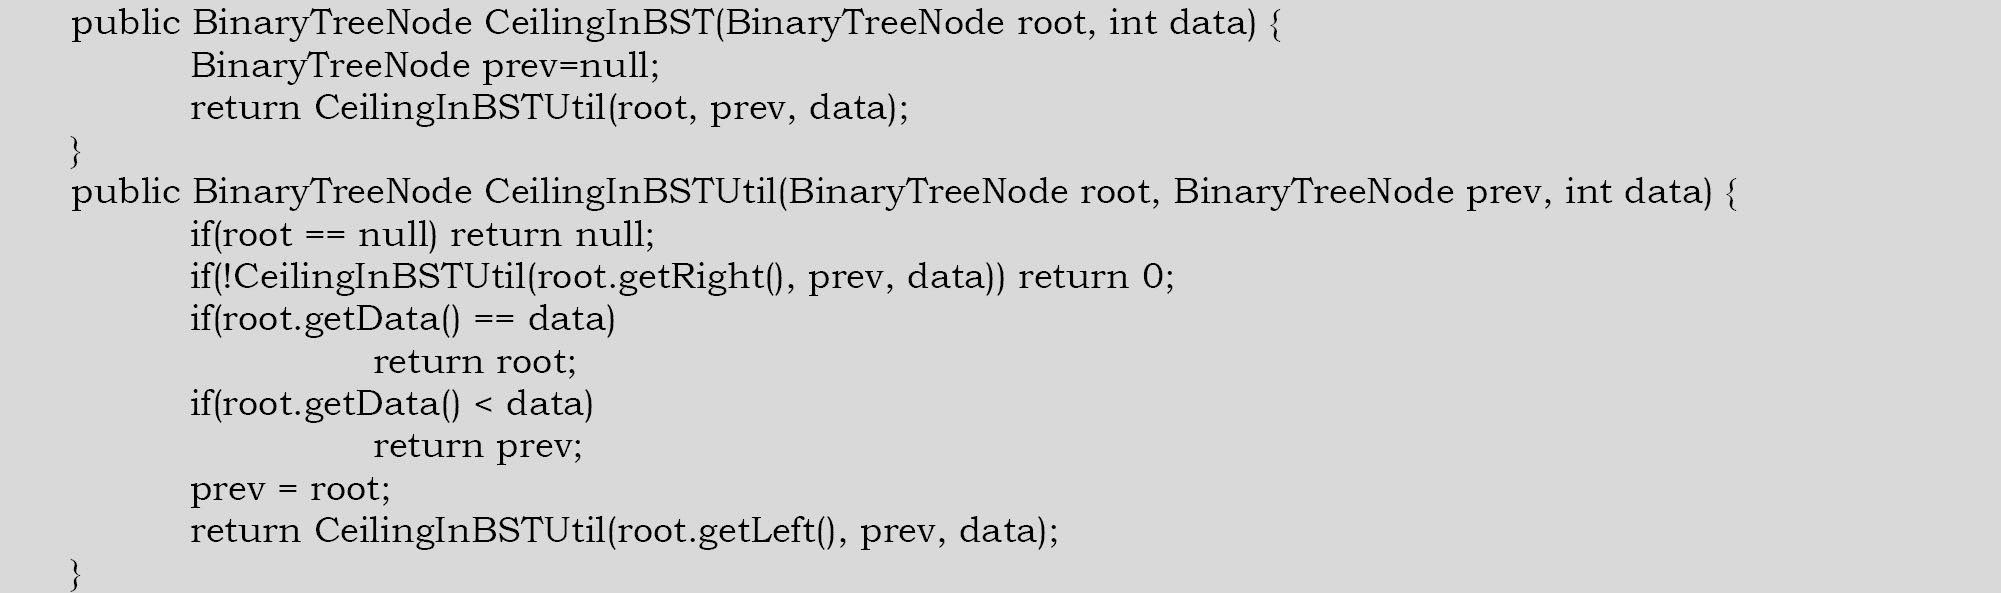 public BinaryTreeNode CeilingInBST(BinaryTreeNode root, int data) {
BinaryTreeNode prev=null;
return CeilingInBSTUtil(root, prev, data);
}
public BinaryTreeNode CeilingInBSTUtil(BinaryTreeNode root, BinaryTreeNode prev, int data) {
if(root == null) return null;
if(!CeilingInBSTUtil(root.getRight(), prev, data)) return 0;
if(root.getData() == data)
return root;
if(root.getData() < data)
return prev;
prev = root;
return CeilingInBSTUtil(root.getLeft(), prev, data);
}